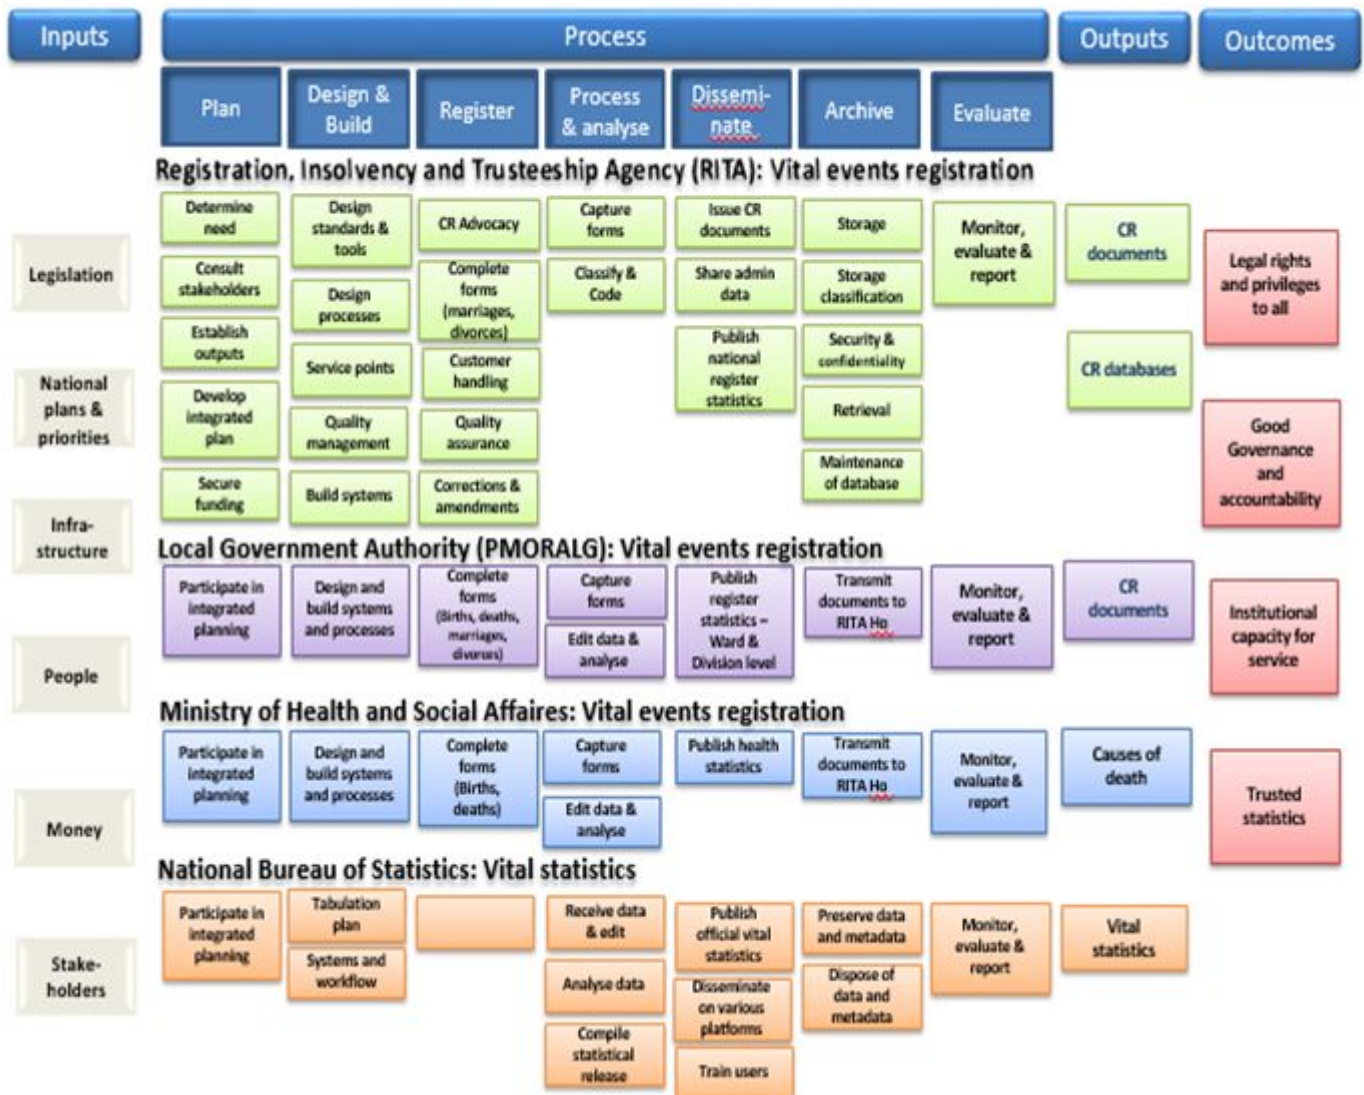 Inputs
Process
Outputs
Outcomes
Plan
Design &
Build
Register
Process
& analyse
Dissemi-
nate
Archive
Evaluate
Registration, Insolvency and Trusteeship Agency (RITA): Vital events registration
Determine
need
Consult
stakeholders
Establish
outputs
Develop
integrated
plan
Secure
funding
Design
standards &
tools
Design
processes
Service points
Quality
management
Build systems
CR Advocacy
Complete
forms
(marriages,
divorces)
Customer
handling
Quality
assurance
Corrections &
amendments
Capture
forms
Classify &
Code
Issue CR
documents
Share admin
data
Publish
national
register
statistics
Storage
Storage
classification
Security &
confidentiality
Retrieval
Maintenance
of database
Monitor,
evaluate &
report
CR
documents
CR databases
Legislation
National
plans &
priorities
Infra-
structure
People
Money
Stake-
holders
Legal rights
and privileges
to all
Good
Governance
and
accountability
Institutional
capacity for
service
Trusted
statistics
Local Government Authority (PMORALG): Vital events registration
Participate in
integrated
planning
Design and
build systems
and processes
Complete
forms
(Births, deaths,
marriages,
divorces)
Capture
forms
Edit data &
analyse
Publish
register
statistics –
Ward &
Division level
Transmit
documents to
RITA Ho
Monitor,
evaluate &
report
CR
documents
Ministry of Health and Social Affaires: Vital events registration
Participate in
integrated
planning
Design and
build systems
and processes
Complete
forms
(Births,
deaths)
Capture
forms
Edit data &
analyse
Publish health
statistics
Transmit
documents to
RITA Ho
Monitor,
evaluate &
report
Causes of
death
National Bureau of Statistics: Vital statistics
Participate in
integrated
planning
Tabulation
plan
Systems and
workflow
Receive data
& edit
Analyse data
Compile
statistical
release
Publish
official vital
statistics
Disseminate
on various
platforms
Train users
Preserve data
and metadata
Dispose of
data and
metadata
Monitor,
evaluate &
report
Vital
statistics